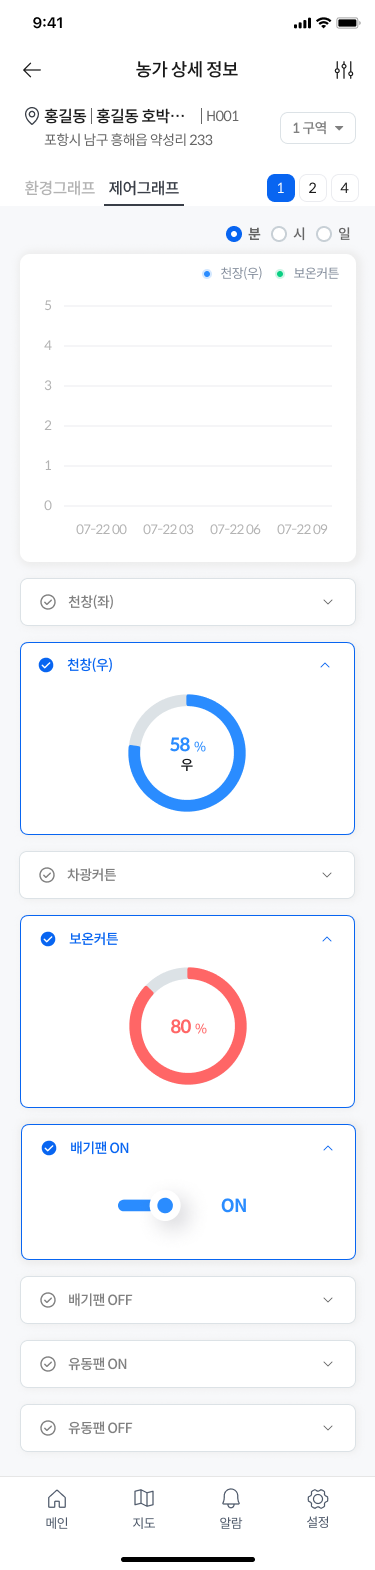 9:41
농가 상세 정보
홍길동 | 홍길동 호박… | H001
포항시 남구 흥해읍 약성리 233
1 구역
환경그래프 제어그래프 1 2 4
분 시 일
천장(우) 보온커튼
5
4
3
2
1
0
07-22 00 07-22 03 07-22 06 07-22 09
천창(좌)
천창(우)
58 %
우
차광커튼
보온커튼
80 %
배기팬 ON
ON
배기팬 OFF
유동팬 ON
유동팬 OFF
메인 지도 알람 설정